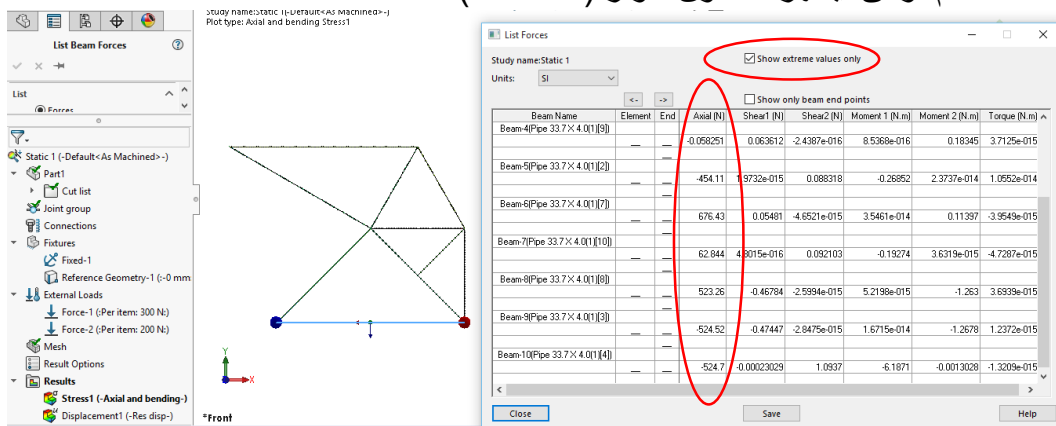 Study name:Static 1(-Default<As Machined>-)
Plot type: Axial and bending Stress1
List Beam Forces
List
Forces
Static 1 (-Default<As Machined>-)
Part1
Cut list
Joint group
Connections
Fixtures
Fixed-1
Reference Geometry-1 (:-0 mm:
External Loads
Force-1 (:Per item: 300 N:)
Force-2 (:Per item: 200 N:)
Mesh
Result Options
Results
Stress1 (-Axial and bending-)
Displacement1 (-Res disp-)
Y
X
*Front
List Forces
Study name:Static 1
Show extreme values only
Units: SI
<- ->
Show only beam end points
Beam Name Element End Axial (N) Shear1 (N) Shear2 (N) Moment 1 (N.m) Moment 2 (N.m) Torque (N.m)
Beam-4(Pipe 33.7 X 4.0(1)[9])
-0.058251 0.063612 -2.4387e-016 8.5368e-016 0.18345 3.7125e-015
Beam-5(Pipe 33.7 X 4.0(1)[2])
-454.11 1.9732e-015 0.088318 -0.26852 2.3737e-014 1.0552e-014
Beam-6(Pipe 33.7 X 4.0(1)[7])
676.43 0.05481 -4.6521e-015 3.5461e-014 0.11397 -3.9549e-015
Beam-7(Pipe 33.7 X 4.0(1)[10])
62.844 4.8015e-016 0.092103 -0.19274 3.6319e-015 -4.7287e-015
Beam-8(Pipe 33.7 X 4.0(1)[8])
523.26 -0.46784 -2.5994e-015 5.2198e-015 -1.263 3.6939e-015
Beam-9(Pipe 33.7 X 4.0(1)[3])
-524.52 -0.47447 -2.8475e-015 1.6715e-014 -1.2678 1.2372e-015
Beam-10(Pipe 33.7 X 4.0(1)[4])
-524.7 -0.00023029 1.0937 -6.1871 -0.0013028 -1.3209e-015
Close Save Help